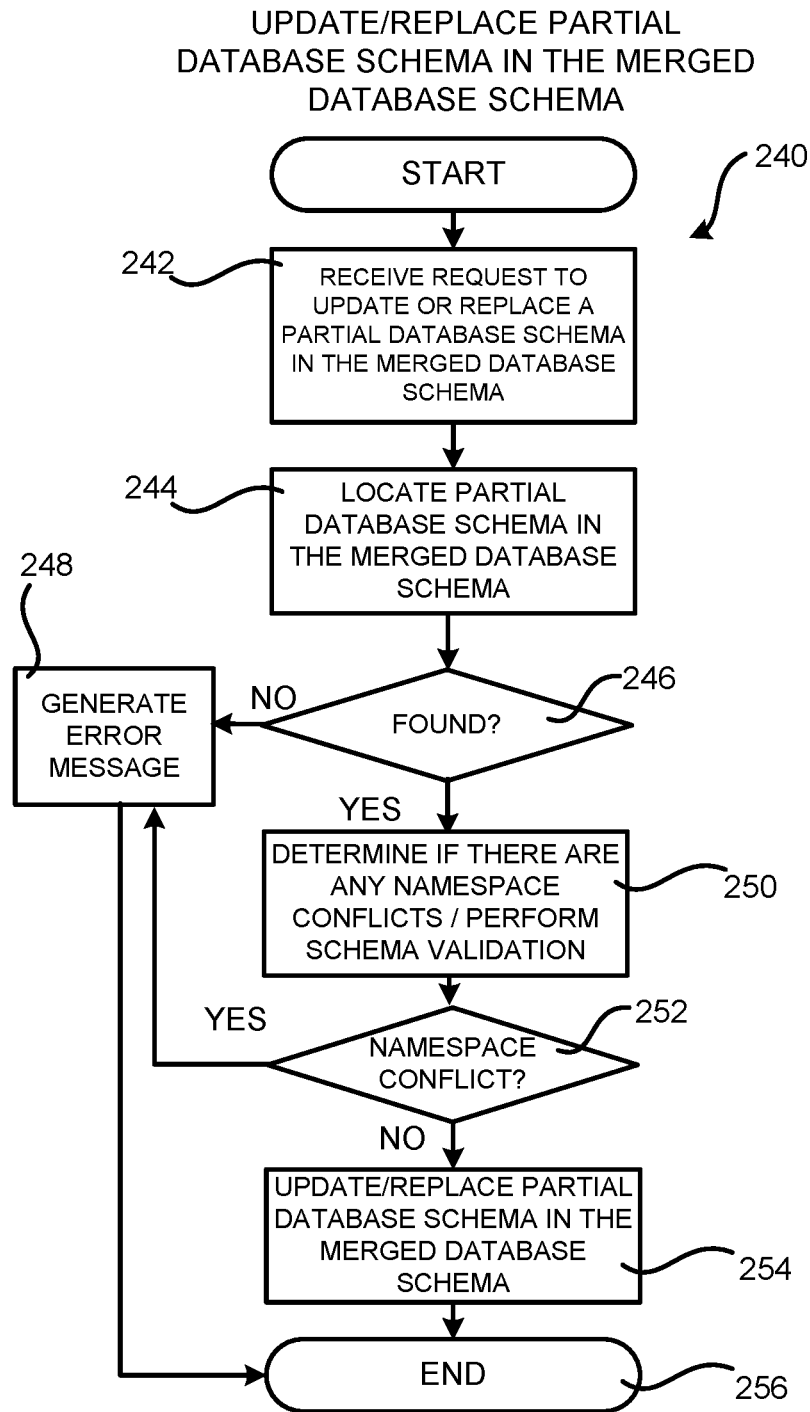 UPDATE/REPLACE PARTIAL
DATABASE SCHEMA IN THE MERGED
DATABASE SCHEMA
START
240
242
RECEIVE REQUEST TO
UPDATE OR REPLACE A
PARTIAL DATABASE SCHEMA
IN THE MERGED DATABASE
SCHEMA
244
LOCATE PARTIAL
DATABASE SCHEMA IN
THE MERGED DATABASE
SCHEMA
248
GENERATE
ERROR
MESSAGE
NO
FOUND?
246
YES
DETERMINE IF THERE ARE
ANY NAMESPACE
CONFLICTS / PERFORM
SCHEMA VALIDATION
250
YES
NAMESPACE
CONFLICT?
252
NO
UPDATE/REPLACE PARTIAL
DATABASE SCHEMA IN THE
MERGED DATABASE
SCHEMA
254
END
256